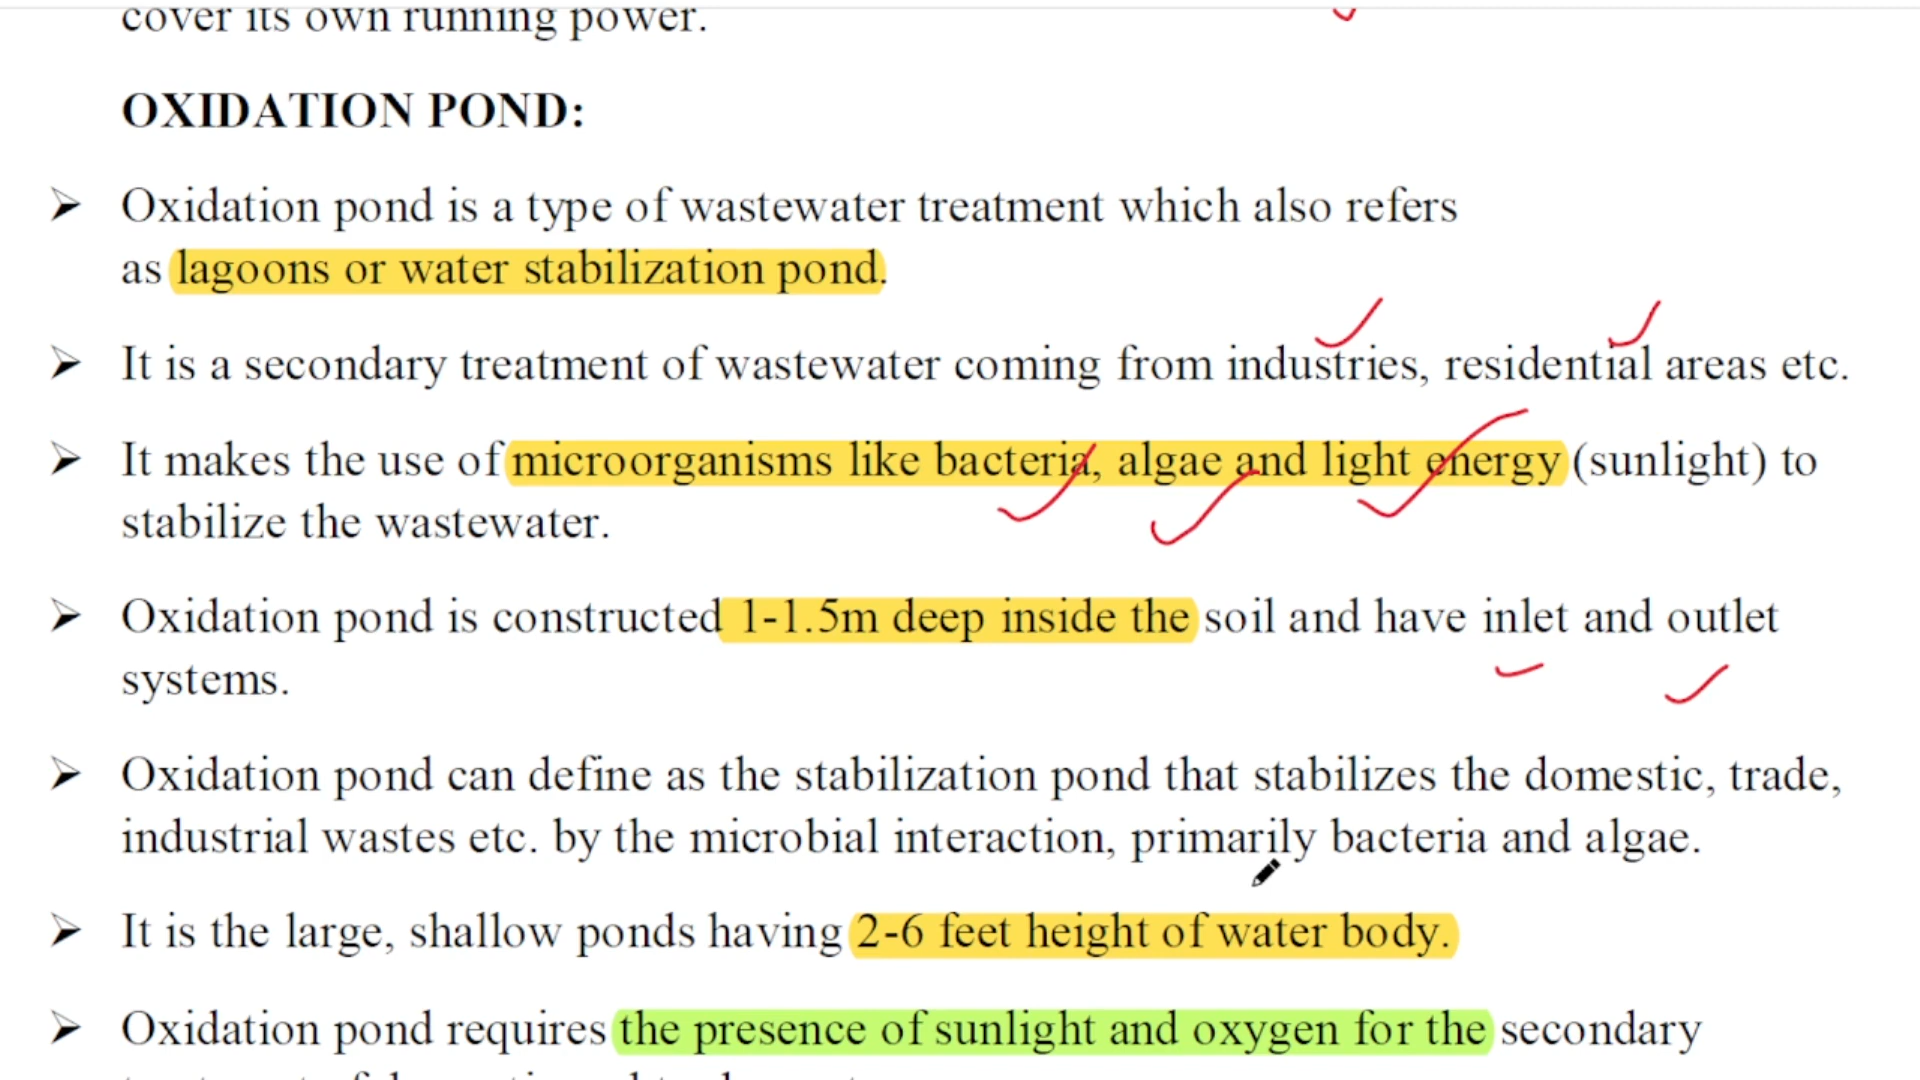 cover its own running power.
OXIDATION POND:
➢ Oxidation pond is a type of wastewater treatment which also refers
as lagoons or water stabilization pond.
➢ It is a secondary treatment of wastewater coming from industries, residential areas etc.
➢ It makes the use of microorganisms like bacteria, algae and light energy (sunlight) to
stabilize the wastewater.
➢ Oxidation pond is constructed 1-1.5m deep inside the soil and have inlet and outlet
systems.
➢ Oxidation pond can define as the stabilization pond that stabilizes the domestic, trade,
industrial wastes etc. by the microbial interaction, primarily bacteria and algae.
➢ It is the large, shallow ponds having 2-6 feet height of water body.
➢ Oxidation pond requires the presence of sunlight and oxygen for the secondary